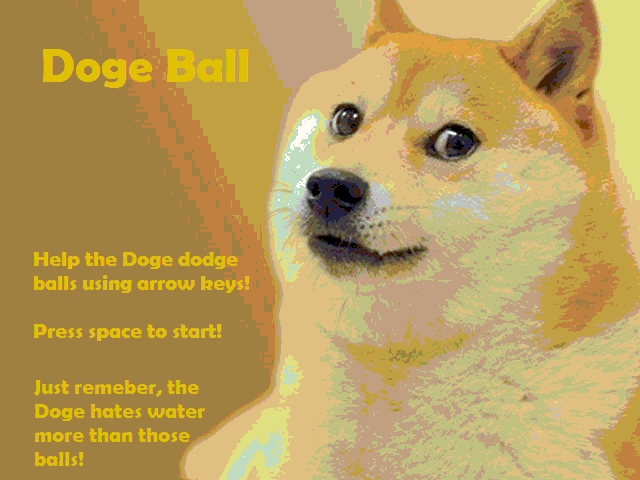 Doge Ball
Help the Doge dodge
balls using arrow keys!
Press space to start!
Just remeber, the
Doge hates water
more than those
balls!